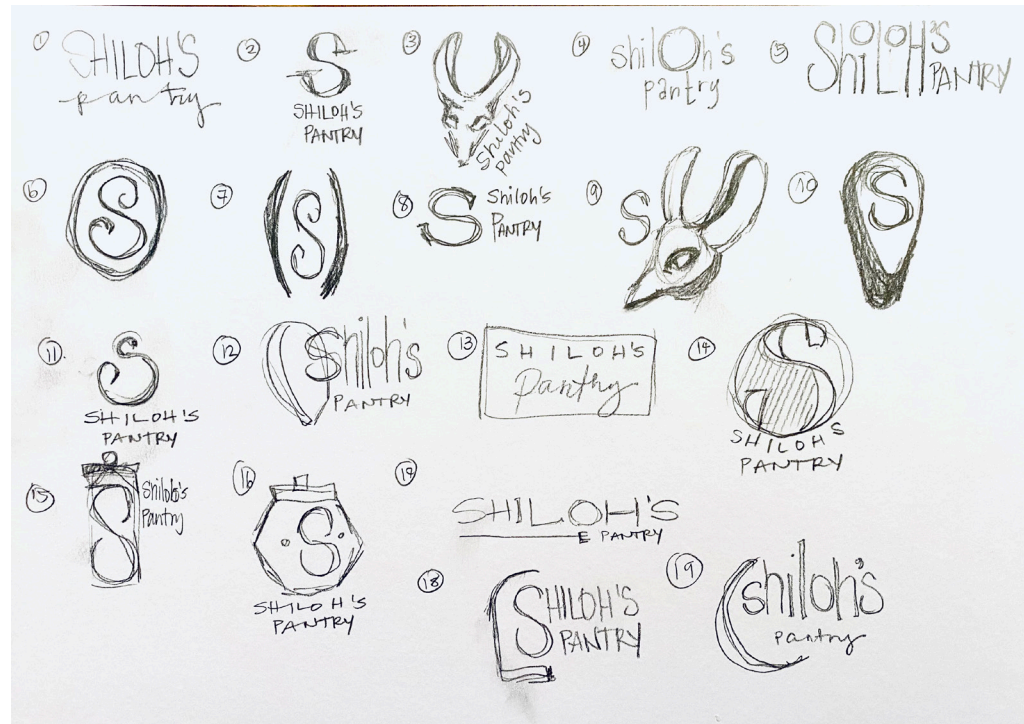 1
SHILOH'S
pantry
2
S
SHILOH'S
PANTRY
3
Shiloh's
pantry
4
shilOh's
pantry
5
ShiLOH'S
PANTRY
6
S
7
S
8
S
Shiloh's
PANTRY
9
S
10
S
11.
S
SHILOH'S
PANTRY
12
Shiloh's
PANTRY
13
SHILOH'S
Pantry
14
S
SHILOH'S
PANTRY
15
S
Shiloh's
Pantry
16
S
SHILOH'S
PANTRY
17
SHILOH'S
E PANTRY
18
SHILOH'S
PANTRY
19
shiloh's
pantry